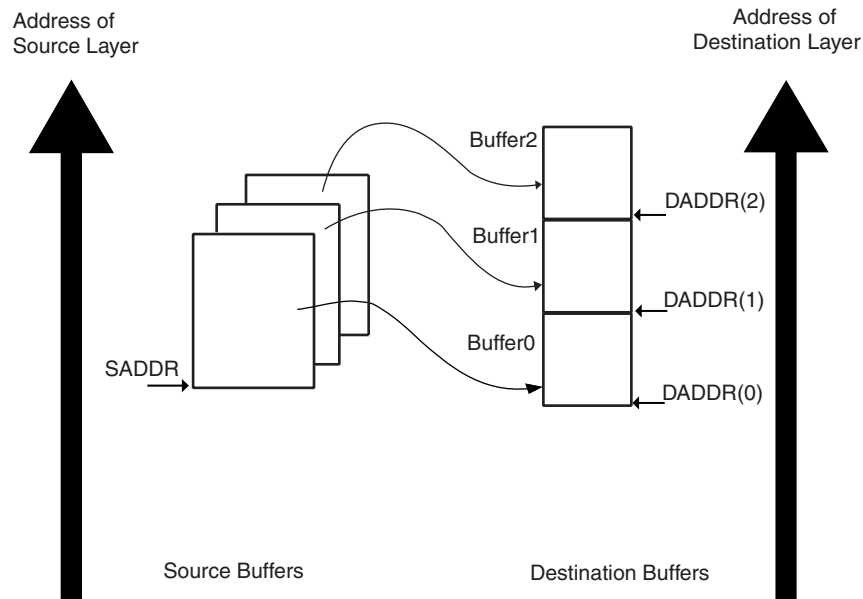 Address of
Source Layer
Address of
Destination Layer
Buffer2
DADDR(2)
Buffer1
DADDR(1)
Buffer0
SADDR
DADDR(0)
Source Buffers
Destination Buffers